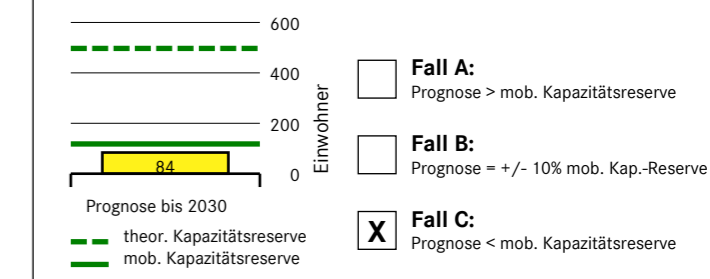 600
400
200
0
Einwohner
84
Prognose bis 2030
theor. Kapazitätsreserve
mob. Kapazitätsreserve
Fall A:
Prognose > mob. Kapazitätsreserve
Fall B:
Prognose = +/- 10% mob. Kap.-Reserve
X
Fall C:
Prognose < mob. Kapazitätsreserve